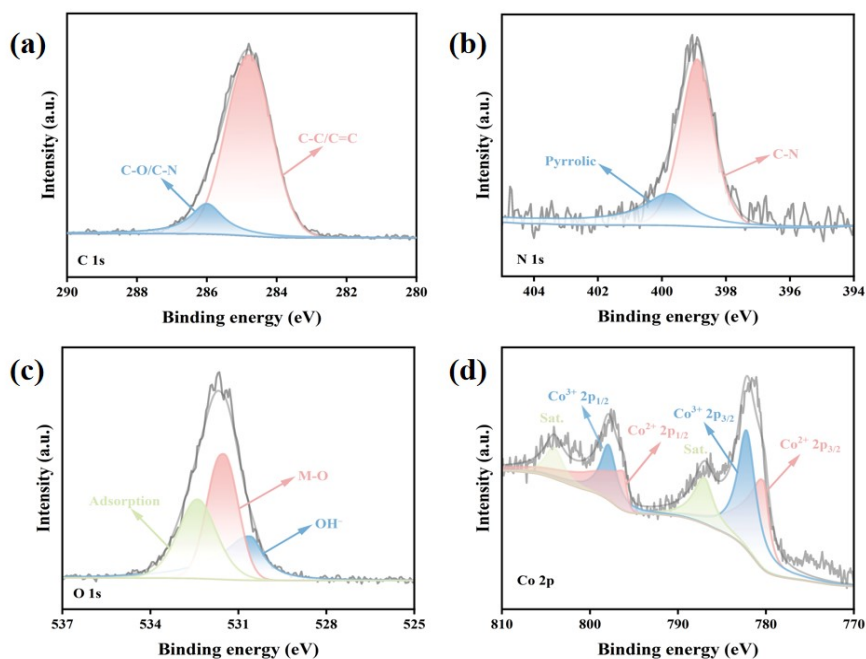 (a)
Intensity (a.u.)
C-O/C-N
C-C/C=C
C 1s
290 288 286 284 282 280
Binding energy (eV)
(b)
Intensity (a.u.)
Pyrrolic
C-N
N 1s
404 402 400 398 396 394
Binding energy (eV)
(c)
Intensity (a.u.)
Adsorption
M-O
OH⁻
O 1s
537 534 531 528 525
Binding energy (eV)
(d)
Intensity (a.u.)
Sat.
Co³⁺ 2p₁/₂
Co²⁺ 2p₁/₂
Sat.
Co³⁺ 2p₃/₂
Co²⁺ 2p₃/₂
Co 2p
810 800 790 780 770
Binding energy (eV)